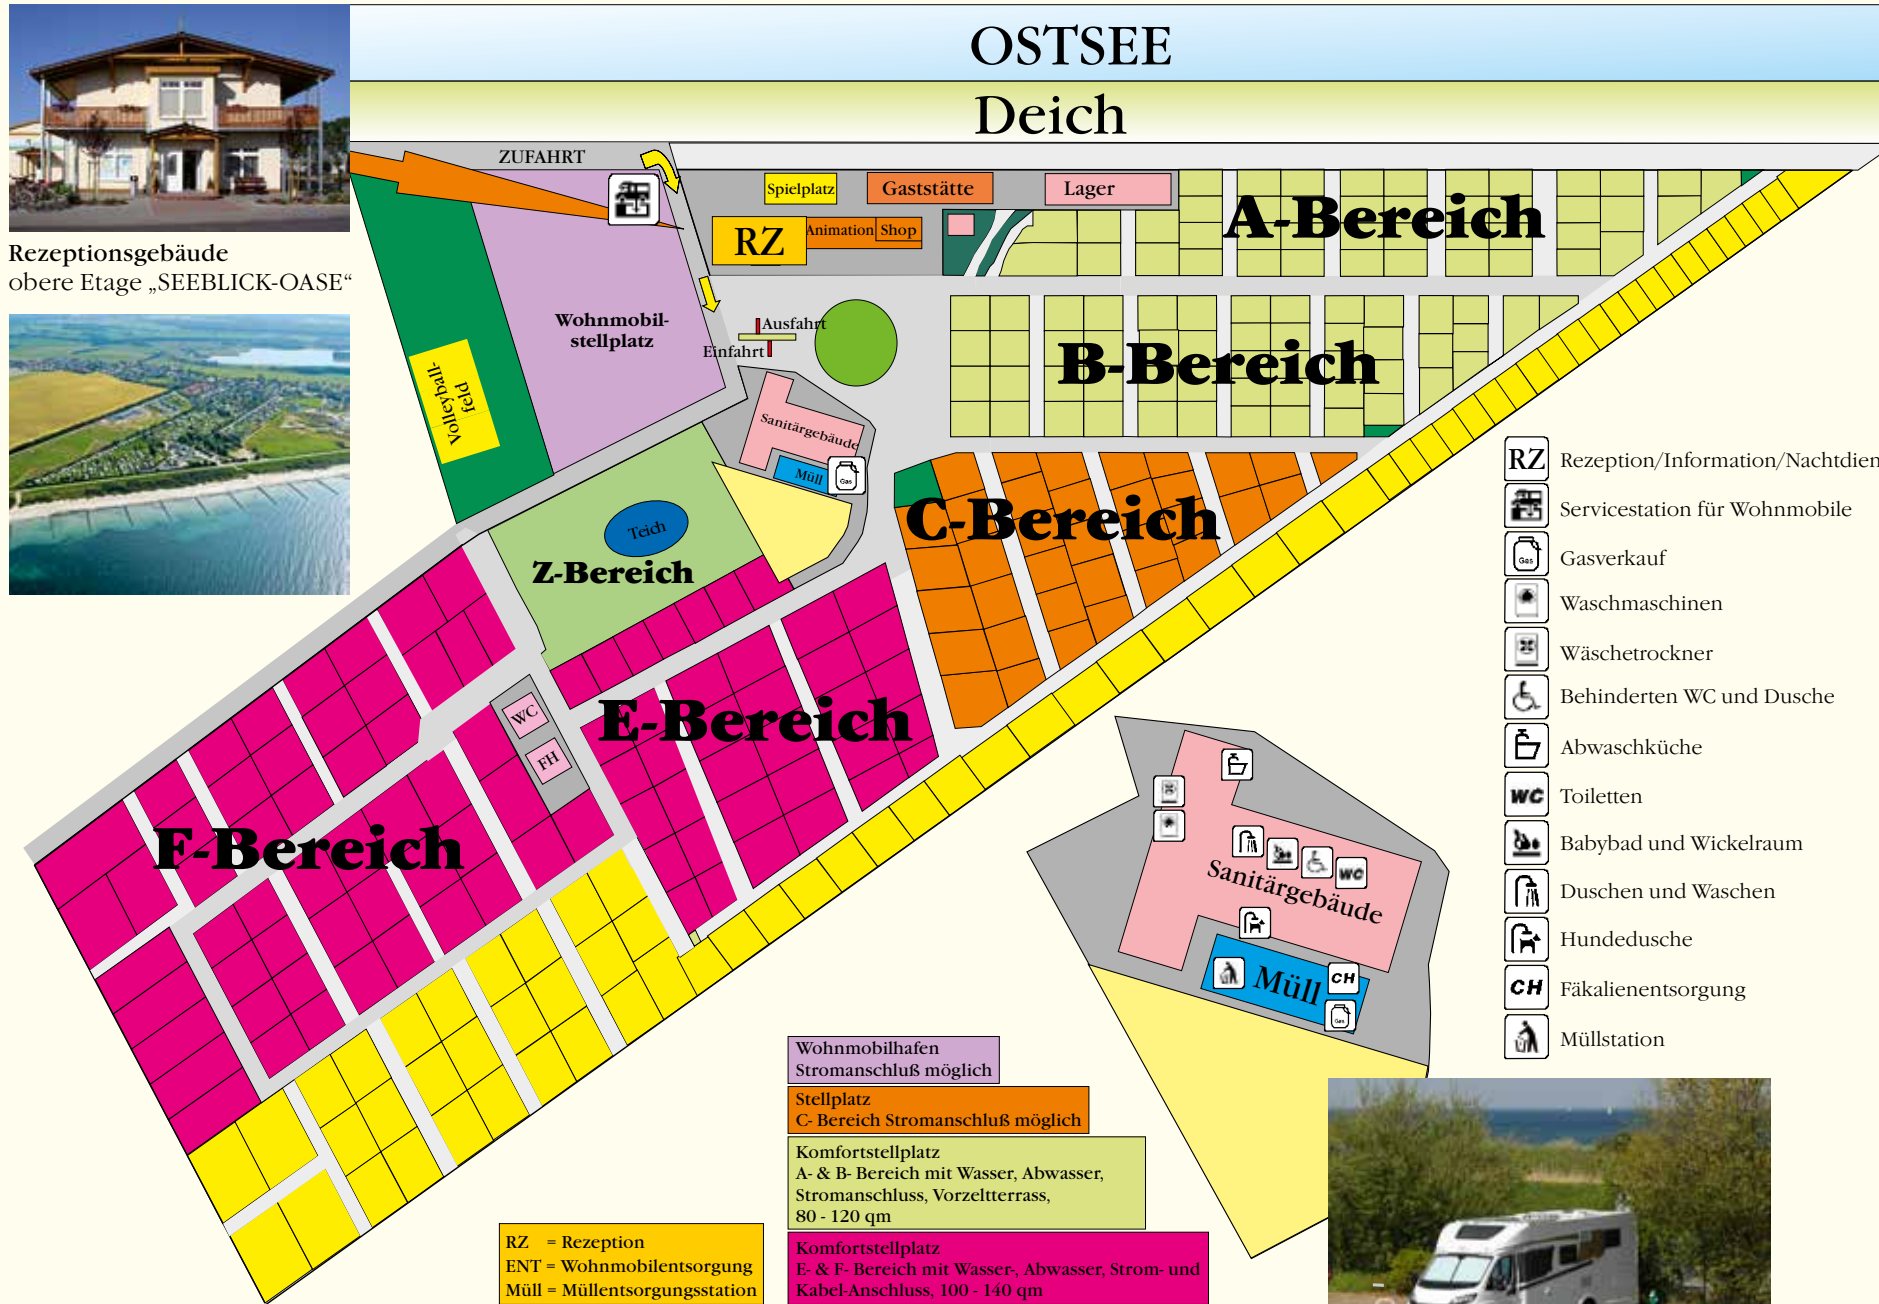 OSTSEE
Deich
ZUFAHRT
Rezeptionsgebäude
obere Etage „SEEBLICK-OASE“
Spielplatz
Gaststätte
Lager
RZ
Animation
Shop
A-Bereich
Wohnmobil-
stellplatz
Ausfahrt
Einfahrt
B-Bereich
Volleyball-
feld
Sanitärgebäude
Müll
Gas
C-Bereich
Teich
Z-Bereich
E-Bereich
WC
FH
F-Bereich
RZ Rezeption/Information/Nachtdien
Servicestation für Wohnmobile
Gas Gasverkauf
Waschmaschinen
Wäschetrockner
Behinderten WC und Dusche
Abwaschküche
WC Toiletten
Babybad und Wickelraum
Duschen und Waschen
Hundedusche
CH Fäkalienentsorgung
Müllstation
WC
Sanitärgebäude
Müll
CH
Gas
Wohnmobilhafen
Stromanschluß möglich
Stellplatz
C- Bereich Stromanschluß möglich
Komfortstellplatz
A- & B- Bereich mit Wasser, Abwasser,
Stromanschluss, Vorzeltterrass,
80 - 120 qm
Komfortstellplatz
E- & F- Bereich mit Wasser-, Abwasser, Strom- und
Kabel-Anschluss, 100 - 140 qm
RZ = Rezeption
ENT = Wohnmobilentsorgung
Müll = Müllentsorgungsstation